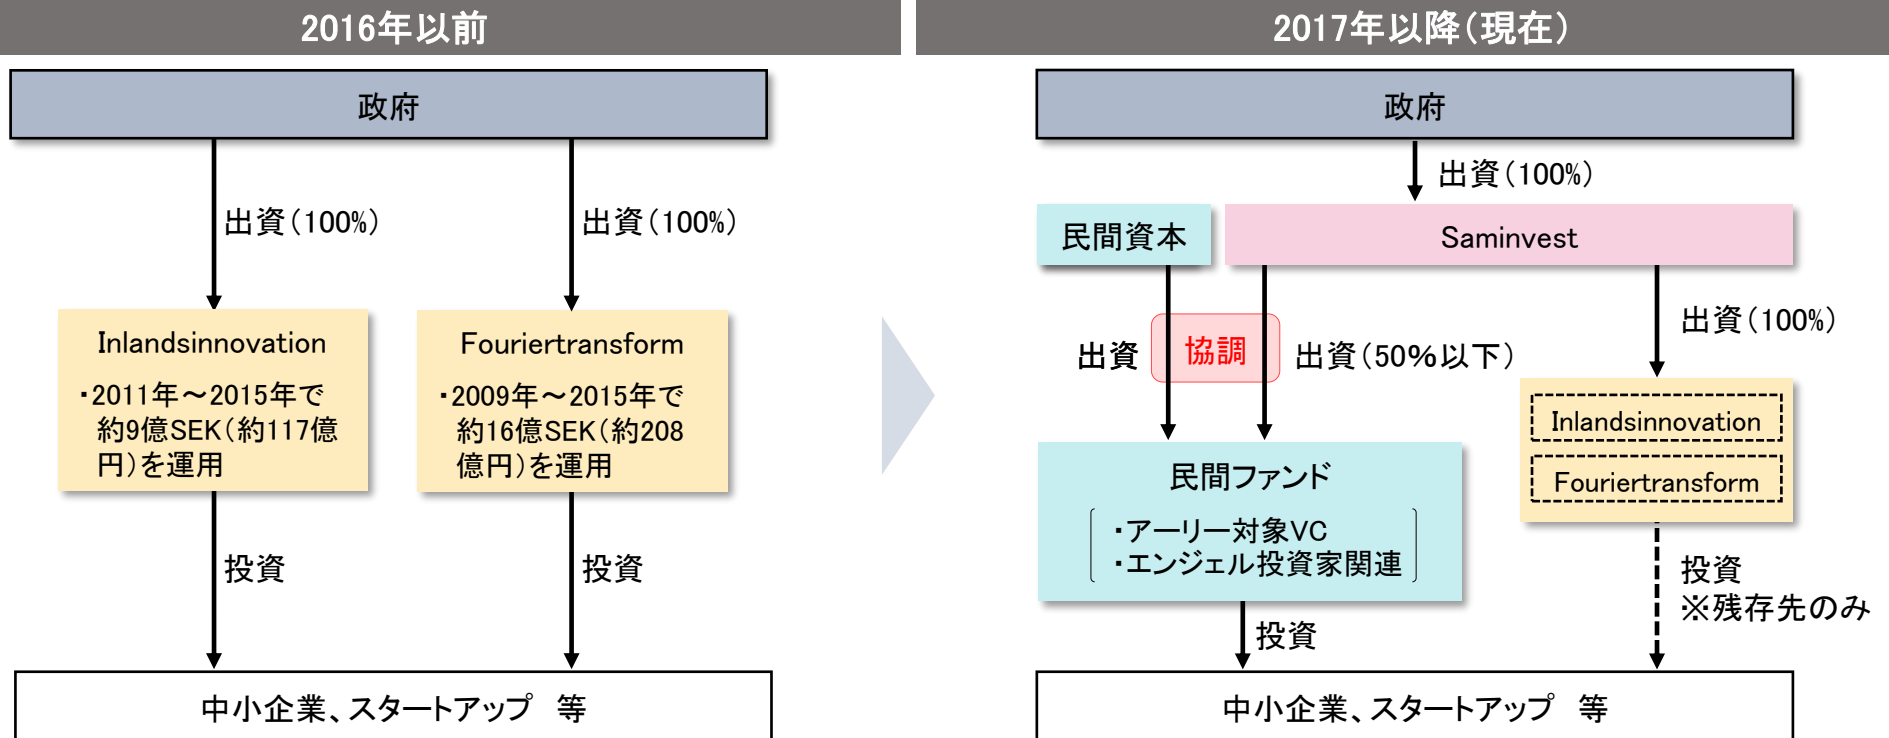 2016年以前
政府
出資(100%)
出資(100%)
Inlandsinnovation
・2011年～2015年で
約9億SEK(約117億
円)を運用
Fouriertransform
・2009年～2015年で
約16億SEK(約208
億円)を運用
投資
投資
中小企業、スタートアップ　等
2017年以降(現在)
政府
出資(100%)
民間資本
Saminvest
出資
協調
出資(50%以下)
出資(100%)
民間ファンド
・アーリー対象VC
・エンジェル投資家関連
Inlandsinnovation
Fouriertransform
投資
投資
※残存先のみ
中小企業、スタートアップ　等